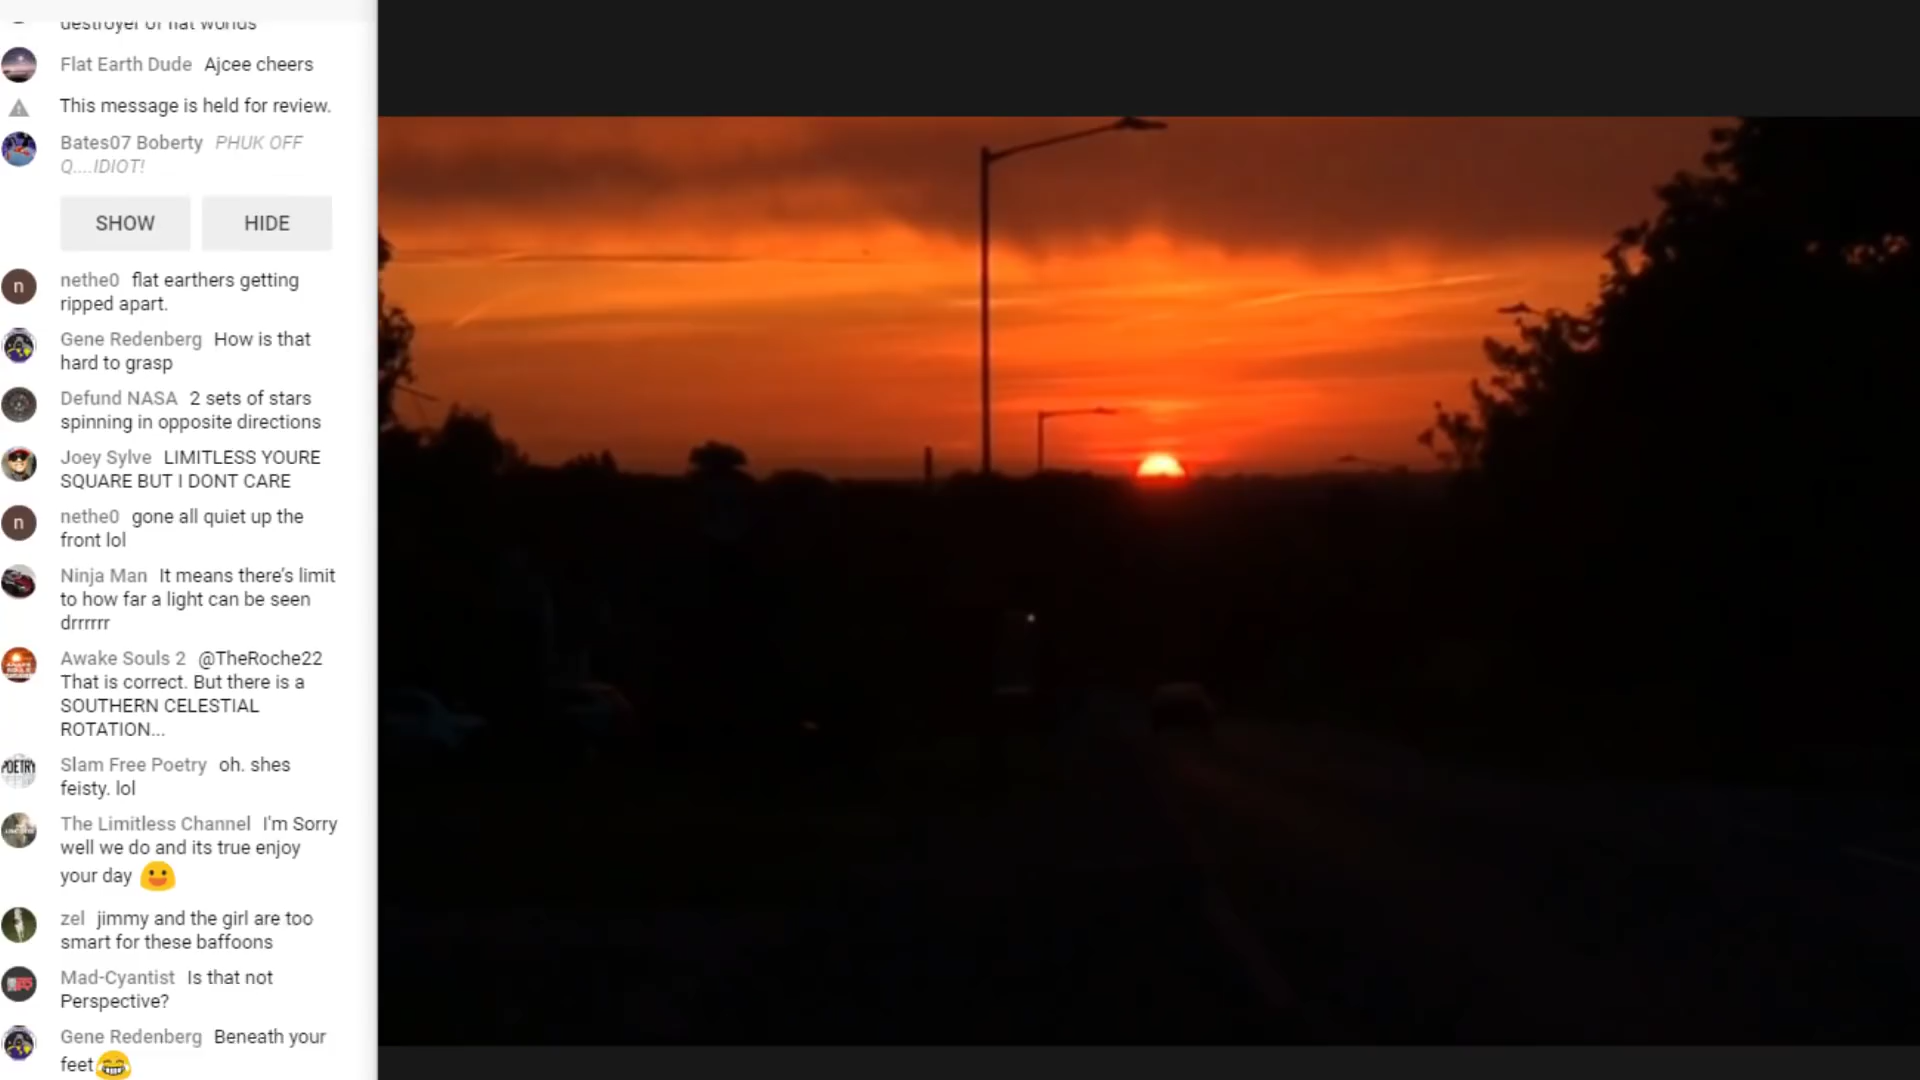 destroyer of flat worlds
Flat Earth Dude Ajcee cheers
This message is held for review.
Bates07 Boberty PHUK OFF
Q....IDIOT!
SHOW HIDE
n nethe0 flat earthers getting
ripped apart.
Gene Redenberg How is that
hard to grasp
Defund NASA 2 sets of stars
spinning in opposite directions
Joey Sylve LIMITLESS YOURE
SQUARE BUT I DONT CARE
n nethe0 gone all quiet up the
front lol
Ninja Man It means there’s limit
to how far a light can be seen
drrrrrr
Awake Souls 2 @TheRoche22
That is correct. But there is a
SOUTHERN CELESTIAL
ROTATION...
POETRY Slam Free Poetry oh. shes
feisty. lol
The Limitless Channel I'm Sorry
well we do and its true enjoy
your day 😃
zel jimmy and the girl are too
smart for these baffoons
Mad-Cyantist Is that not
Perspective?
Gene Redenberg Beneath your
feet😂